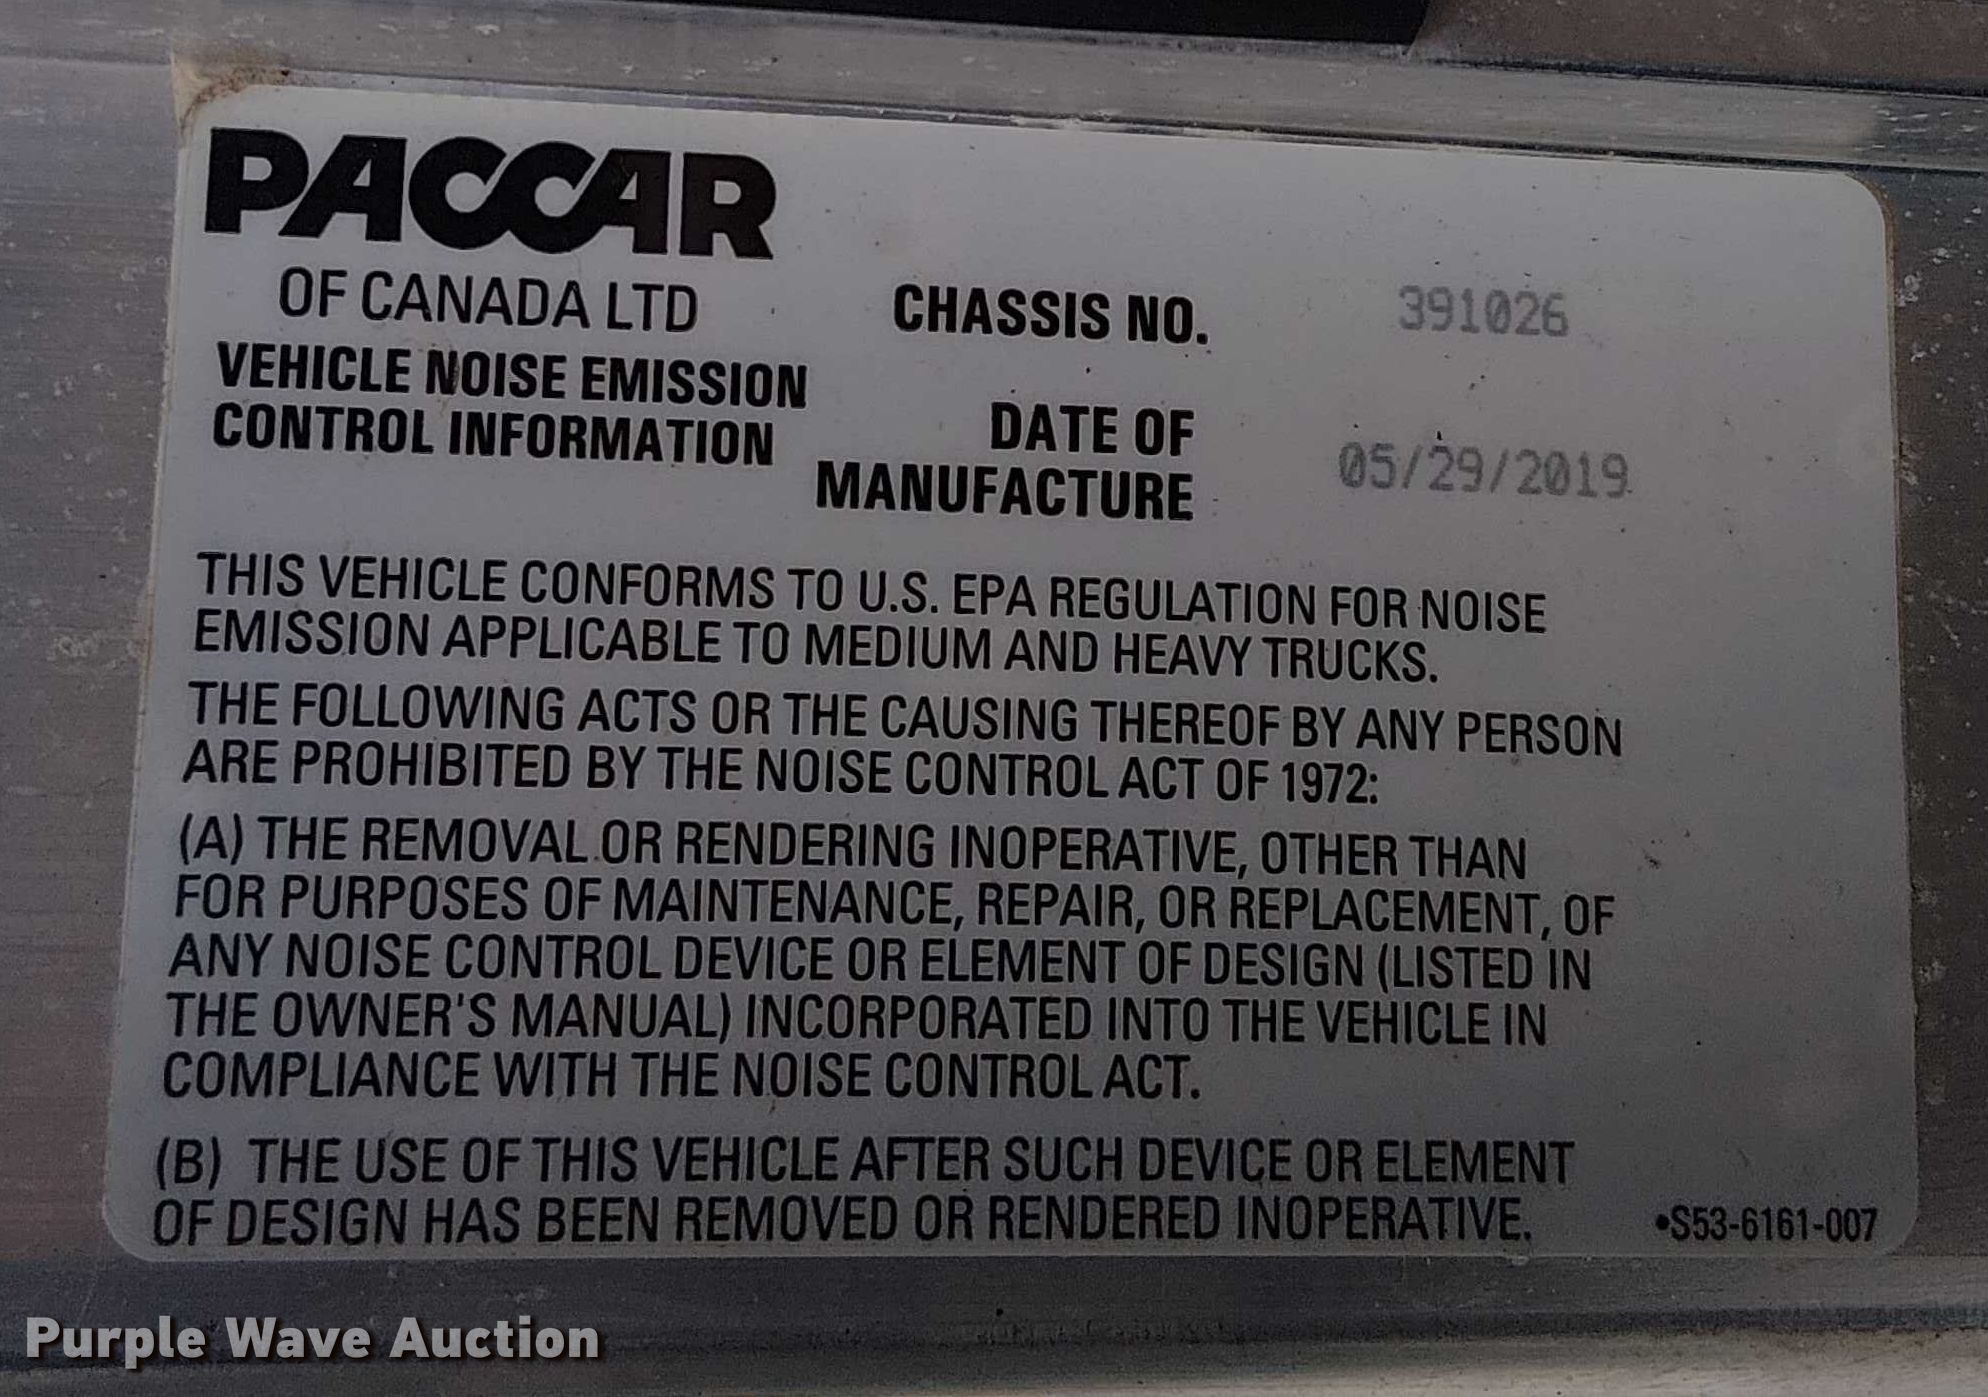 PACCAR
OF CANADA LTD
VEHICLE NOISE EMISSION
CONTROL INFORMATION
CHASSIS NO. 391026
DATE OF
MANUFACTURE 05/29/2019
THIS VEHICLE CONFORMS TO U.S. EPA REGULATION FOR NOISE
EMISSION APPLICABLE TO MEDIUM AND HEAVY TRUCKS.
THE FOLLOWING ACTS OR THE CAUSING THEREOF BY ANY PERSON
ARE PROHIBITED BY THE NOISE CONTROL ACT OF 1972:
(A) THE REMOVAL OR RENDERING INOPERATIVE, OTHER THAN
FOR PURPOSES OF MAINTENANCE, REPAIR, OR REPLACEMENT, OF
ANY NOISE CONTROL DEVICE OR ELEMENT OF DESIGN (LISTED IN
THE OWNER'S MANUAL) INCORPORATED INTO THE VEHICLE IN
COMPLIANCE WITH THE NOISE CONTROL ACT.
(B) THE USE OF THIS VEHICLE AFTER SUCH DEVICE OR ELEMENT
OF DESIGN HAS BEEN REMOVED OR RENDERED INOPERATIVE.
•S53-6161-007
Purple Wave Auction